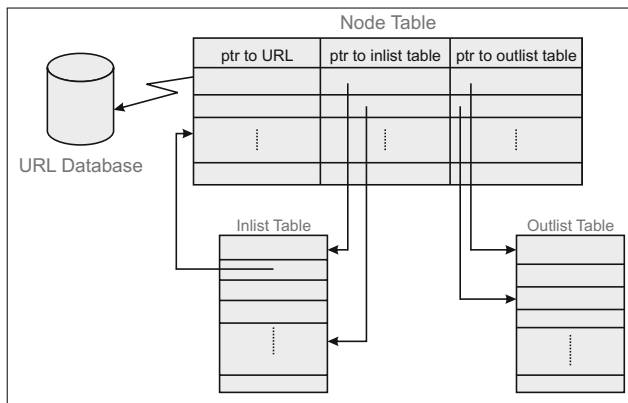 Node Table
ptr to URL
ptr to inlist table
ptr to outlist table
URL Database
Inlist Table
Outlist Table